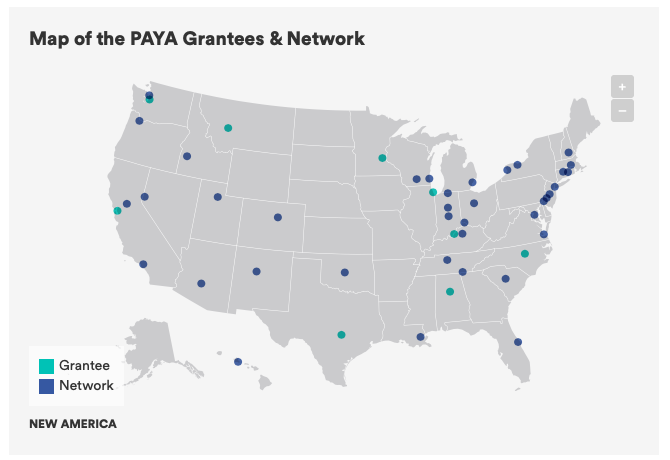 Map of the PAYA Grantees & Network
+
−
Grantee
Network
NEW AMERICA